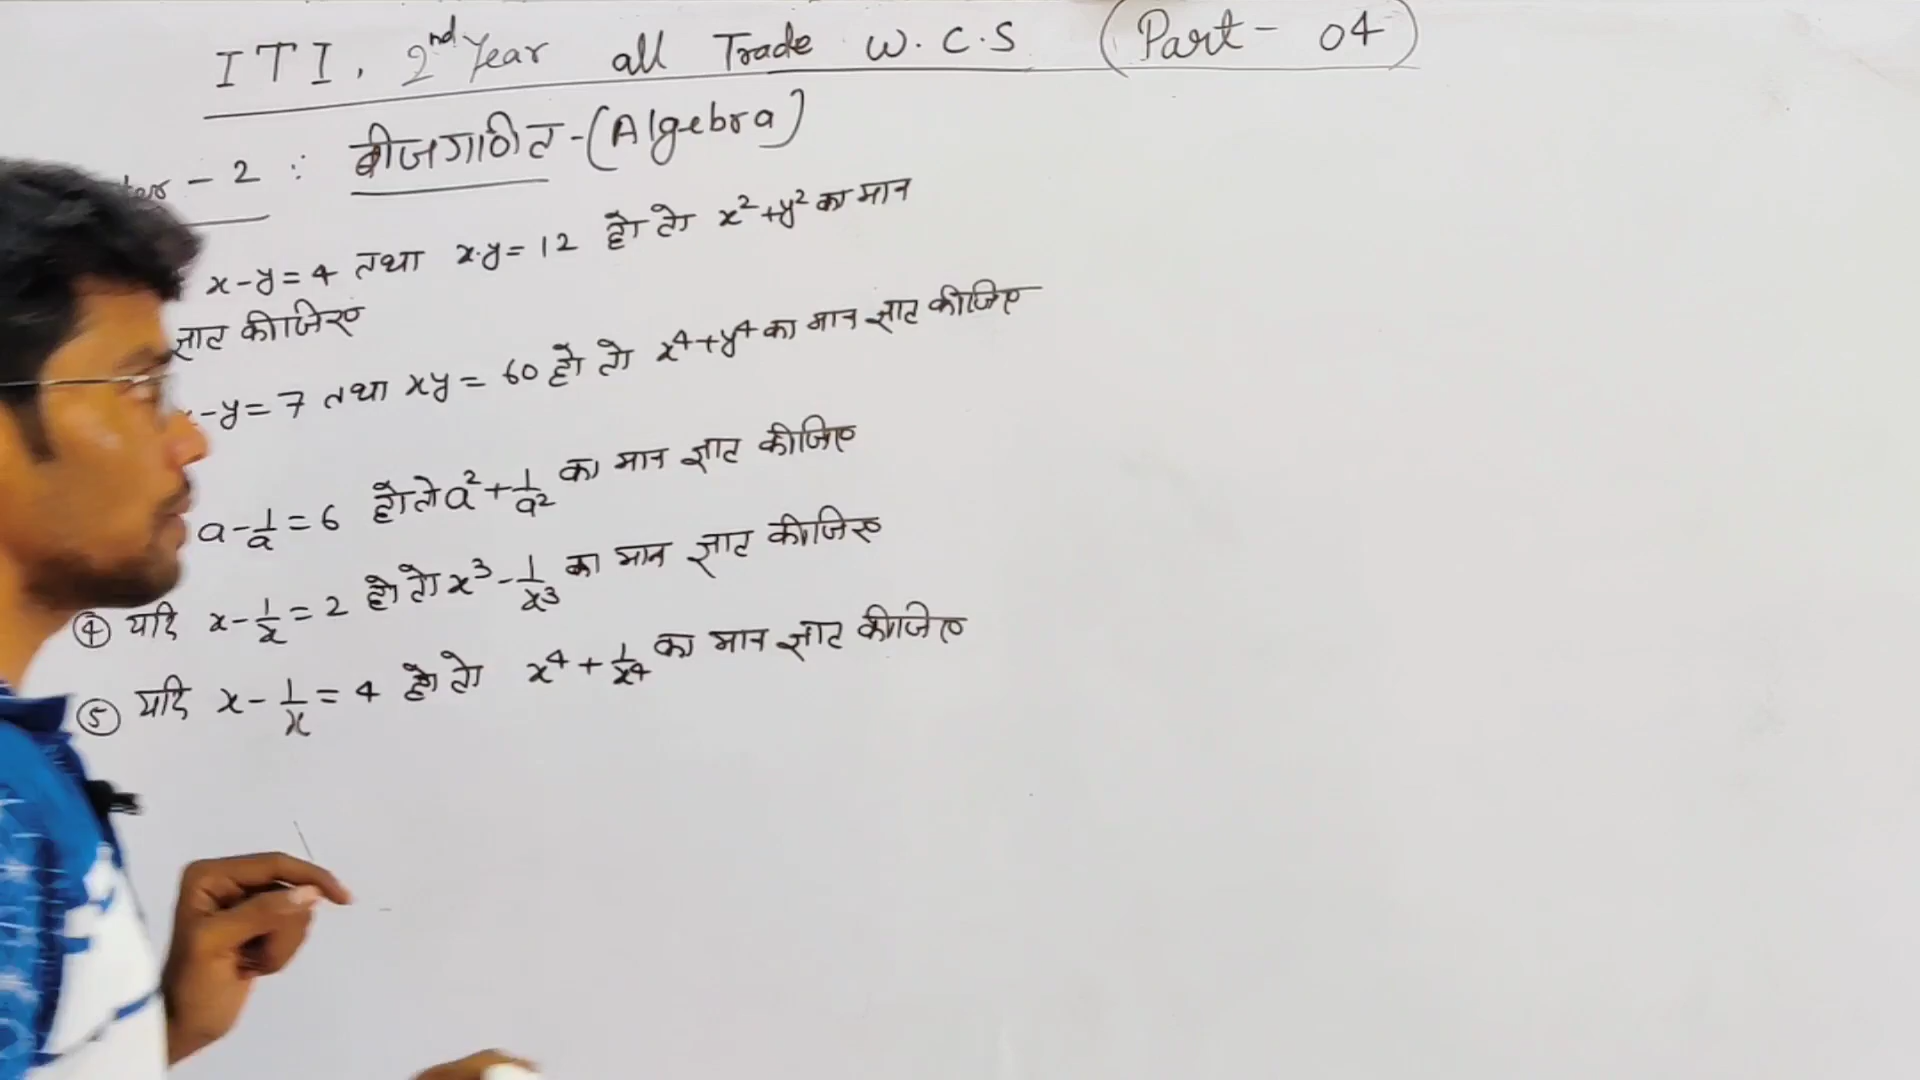 ITI, 2nd Year all Trade W.C.S (Part - 04)
- 2 : बीजगणित-(Algebra)
x-y=4 तथा x.y=12 हो तो x²+y² का मान
ज्ञात कीजिए
-y=7 तथा xy=60 हो तो x⁴+y⁴ का मान ज्ञात कीजिए
a-1/a=6 हो तो a²+1/a² का मान ज्ञात कीजिए
④ यदि x-1/x=2 हो तो x³-1/x³ का मान ज्ञात कीजिए
⑤ यदि x-1/x=4 हो तो x⁴+1/x⁴ का मान ज्ञात कीजिए